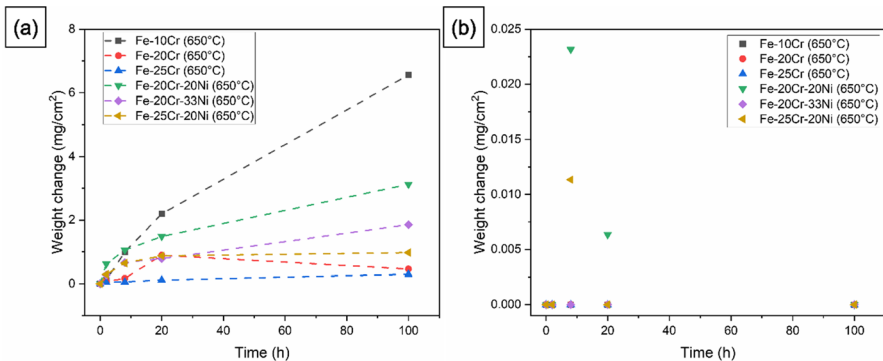 (a)
8
6
4
2
0
Weight change (mg/cm²)
Fe-10Cr (650°C)
Fe-20Cr (650°C)
Fe-25Cr (650°C)
Fe-20Cr-20Ni (650°C)
Fe-20Cr-33Ni (650°C)
Fe-25Cr-20Ni (650°C)
0 20 40 60 80 100
Time (h)
(b)
0.025
0.020
0.015
0.010
0.005
0.000
Weight change (mg/cm²)
Fe-10Cr (650°C)
Fe-20Cr (650°C)
Fe-25Cr (650°C)
Fe-20Cr-20Ni (650°C)
Fe-20Cr-33Ni (650°C)
Fe-25Cr-20Ni (650°C)
0 20 40 60 80 100
Time (h)